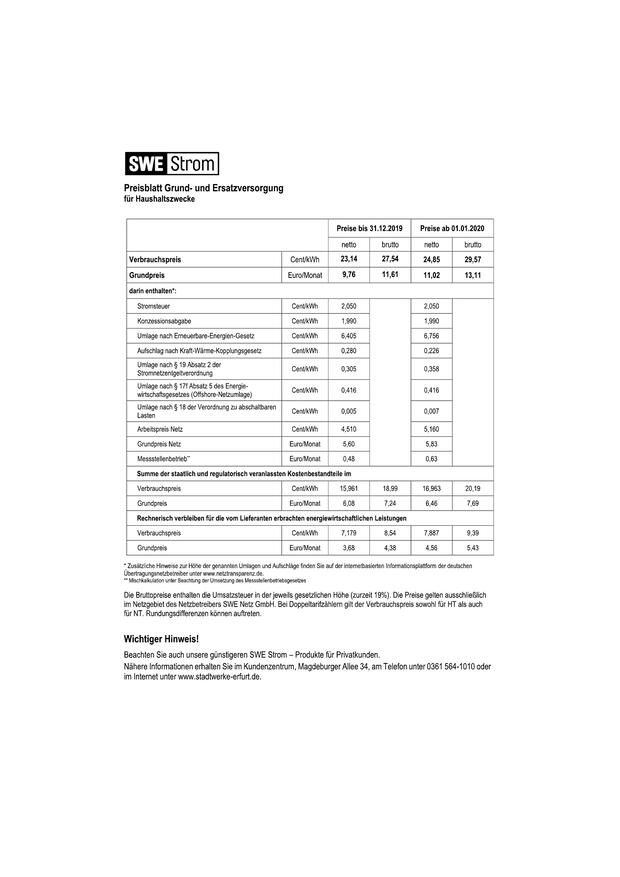 SWE Strom
Preisblatt Grund- und Ersatzversorgung
für Haushaltszwecke
Preise bis 31.12.2019 Preise ab 01.01.2020
netto brutto netto brutto
Verbrauchspreis Cent/kWh 23,14 27,54 24,85 29,57
Grundpreis Euro/Monat 9,76 11,61 11,02 13,11
darin enthalten*:
Stromsteuer Cent/kWh 2,050 2,050
Konzessionsabgabe Cent/kWh 1,990 1,990
Umlage nach Erneuerbare-Energien-Gesetz Cent/kWh 6,405 6,756
Aufschlag nach Kraft-Wärme-Kopplungsgesetz Cent/kWh 0,280 0,226
Umlage nach § 19 Absatz 2 der
Stromnetzentgeltverordnung Cent/kWh 0,305 0,358
Umlage nach § 17f Absatz 5 des Energie-
wirtschaftsgesetzes (Offshore-Netzumlage) Cent/kWh 0,416 0,416
Umlage nach § 18 der Verordnung zu abschaltbaren
Lasten Cent/kWh 0,005 0,007
Arbeitspreis Netz Cent/kWh 4,510 5,160
Grundpreis Netz Euro/Monat 5,60 5,83
Messstellenbetrieb** Euro/Monat 0,48 0,63
Summe der staatlich und regulatorisch veranlassten Kostenbestandteile im
Verbrauchspreis Cent/kWh 15,961 18,99 16,963 20,19
Grundpreis Euro/Monat 6,08 7,24 6,46 7,69
Rechnerisch verbleiben für die vom Lieferanten erbrachten energiewirtschaftlichen Leistungen
Verbrauchspreis Cent/kWh 7,179 8,54 7,887 9,39
Grundpreis Euro/Monat 3,68 4,38 4,56 5,43
* Zusätzliche Hinweise zur Höhe der genannten Umlagen und Aufschläge finden Sie auf der internetbasierten Informationsplattform der deutschen
Übertragungsnetzbetreiber unter www.netztransparenz.de.
** Mischkalkulation unter Beachtung der Umsetzung des Messstellenbetriebsgesetzes
Die Bruttopreise enthalten die Umsatzsteuer in der jeweils gesetzlichen Höhe (zurzeit 19%). Die Preise gelten ausschließlich
im Netzgebiet des Netzbetreibers SWE Netz GmbH. Bei Doppeltarifzählern gilt der Verbrauchspreis sowohl für HT als auch
für NT. Rundungsdifferenzen können auftreten.
Wichtiger Hinweis!
Beachten Sie auch unsere günstigeren SWE Strom – Produkte für Privatkunden.
Nähere Informationen erhalten Sie im Kundenzentrum, Magdeburger Allee 34, am Telefon unter 0361 564-1010 oder
im Internet unter www.stadtwerke-erfurt.de.